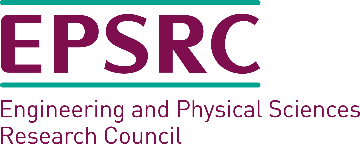 EPSRC
Engineering and Physical Sciences
Research Council